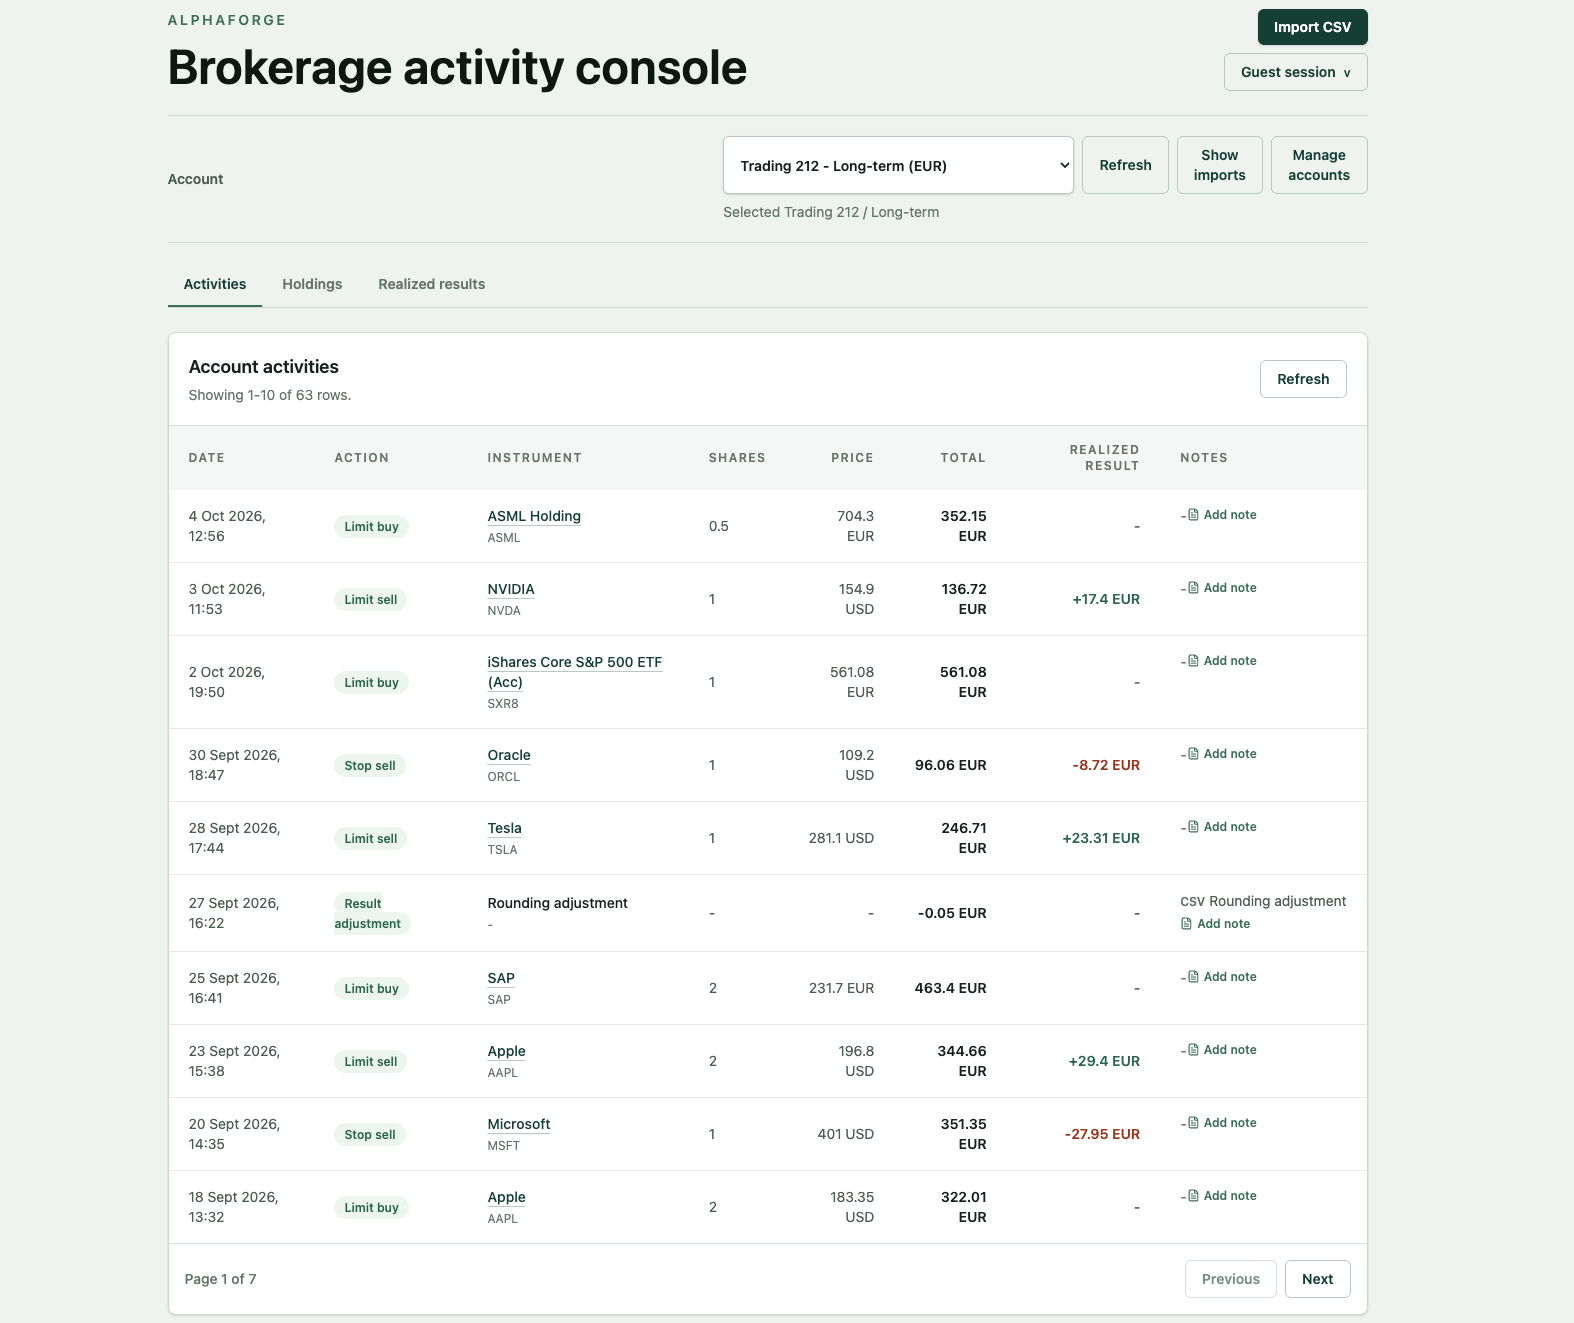 ALPHAFORGE
Brokerage activity console
Import CSV
Guest session v
Account
Trading 212 - Long-term (EUR)
Refresh
Show
imports
Manage
accounts
Selected Trading 212 / Long-term
Activities Holdings Realized results
Account activities
Showing 1-10 of 63 rows.
Refresh
DATE ACTION INSTRUMENT SHARES PRICE TOTAL REALIZED RESULT NOTES
4 Oct 2026, 12:56 Limit buy ASML Holding ASML 0.5 704.3 EUR 352.15 EUR - - Add note
3 Oct 2026, 11:53 Limit sell NVIDIA NVDA 1 154.9 USD 136.72 EUR +17.4 EUR - Add note
2 Oct 2026, 19:50 Limit buy iShares Core S&P 500 ETF (Acc) SXR8 1 561.08 EUR 561.08 EUR - - Add note
30 Sept 2026, 18:47 Stop sell Oracle ORCL 1 109.2 USD 96.06 EUR -8.72 EUR - Add note
28 Sept 2026, 17:44 Limit sell Tesla TSLA 1 281.1 USD 246.71 EUR +23.31 EUR - Add note
27 Sept 2026, 16:22 Result adjustment Rounding adjustment - - - -0.05 EUR - CSV Rounding adjustment Add note
25 Sept 2026, 16:41 Limit buy SAP SAP 2 231.7 EUR 463.4 EUR - - Add note
23 Sept 2026, 15:38 Limit sell Apple AAPL 2 196.8 USD 344.66 EUR +29.4 EUR - Add note
20 Sept 2026, 14:35 Stop sell Microsoft MSFT 1 401 USD 351.35 EUR -27.95 EUR - Add note
18 Sept 2026, 13:32 Limit buy Apple AAPL 2 183.35 USD 322.01 EUR - - Add note
Page 1 of 7
Previous
Next